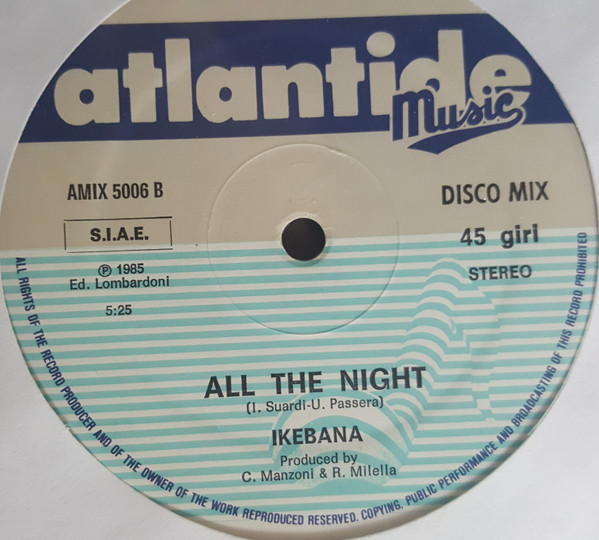 atlantide
Music
AMIX 5006 B
DISCO MIX
S.I.A.E.
45 giri
℗ 1985
STEREO
Ed. Lombardoni
5:25
ALL THE NIGHT
(I. Suardi-U. Passera)
IKEBANA
Produced by
C. Manzoni & R. Milella
ALL RIGHTS OF THE RECORD PRODUCER AND OF THE OWNER OF THE WORK REPRODUCED RESERVED. COPYING, PUBLIC PERFORMANCE AND BROADCASTING OF THIS RECORD PROHIBITED